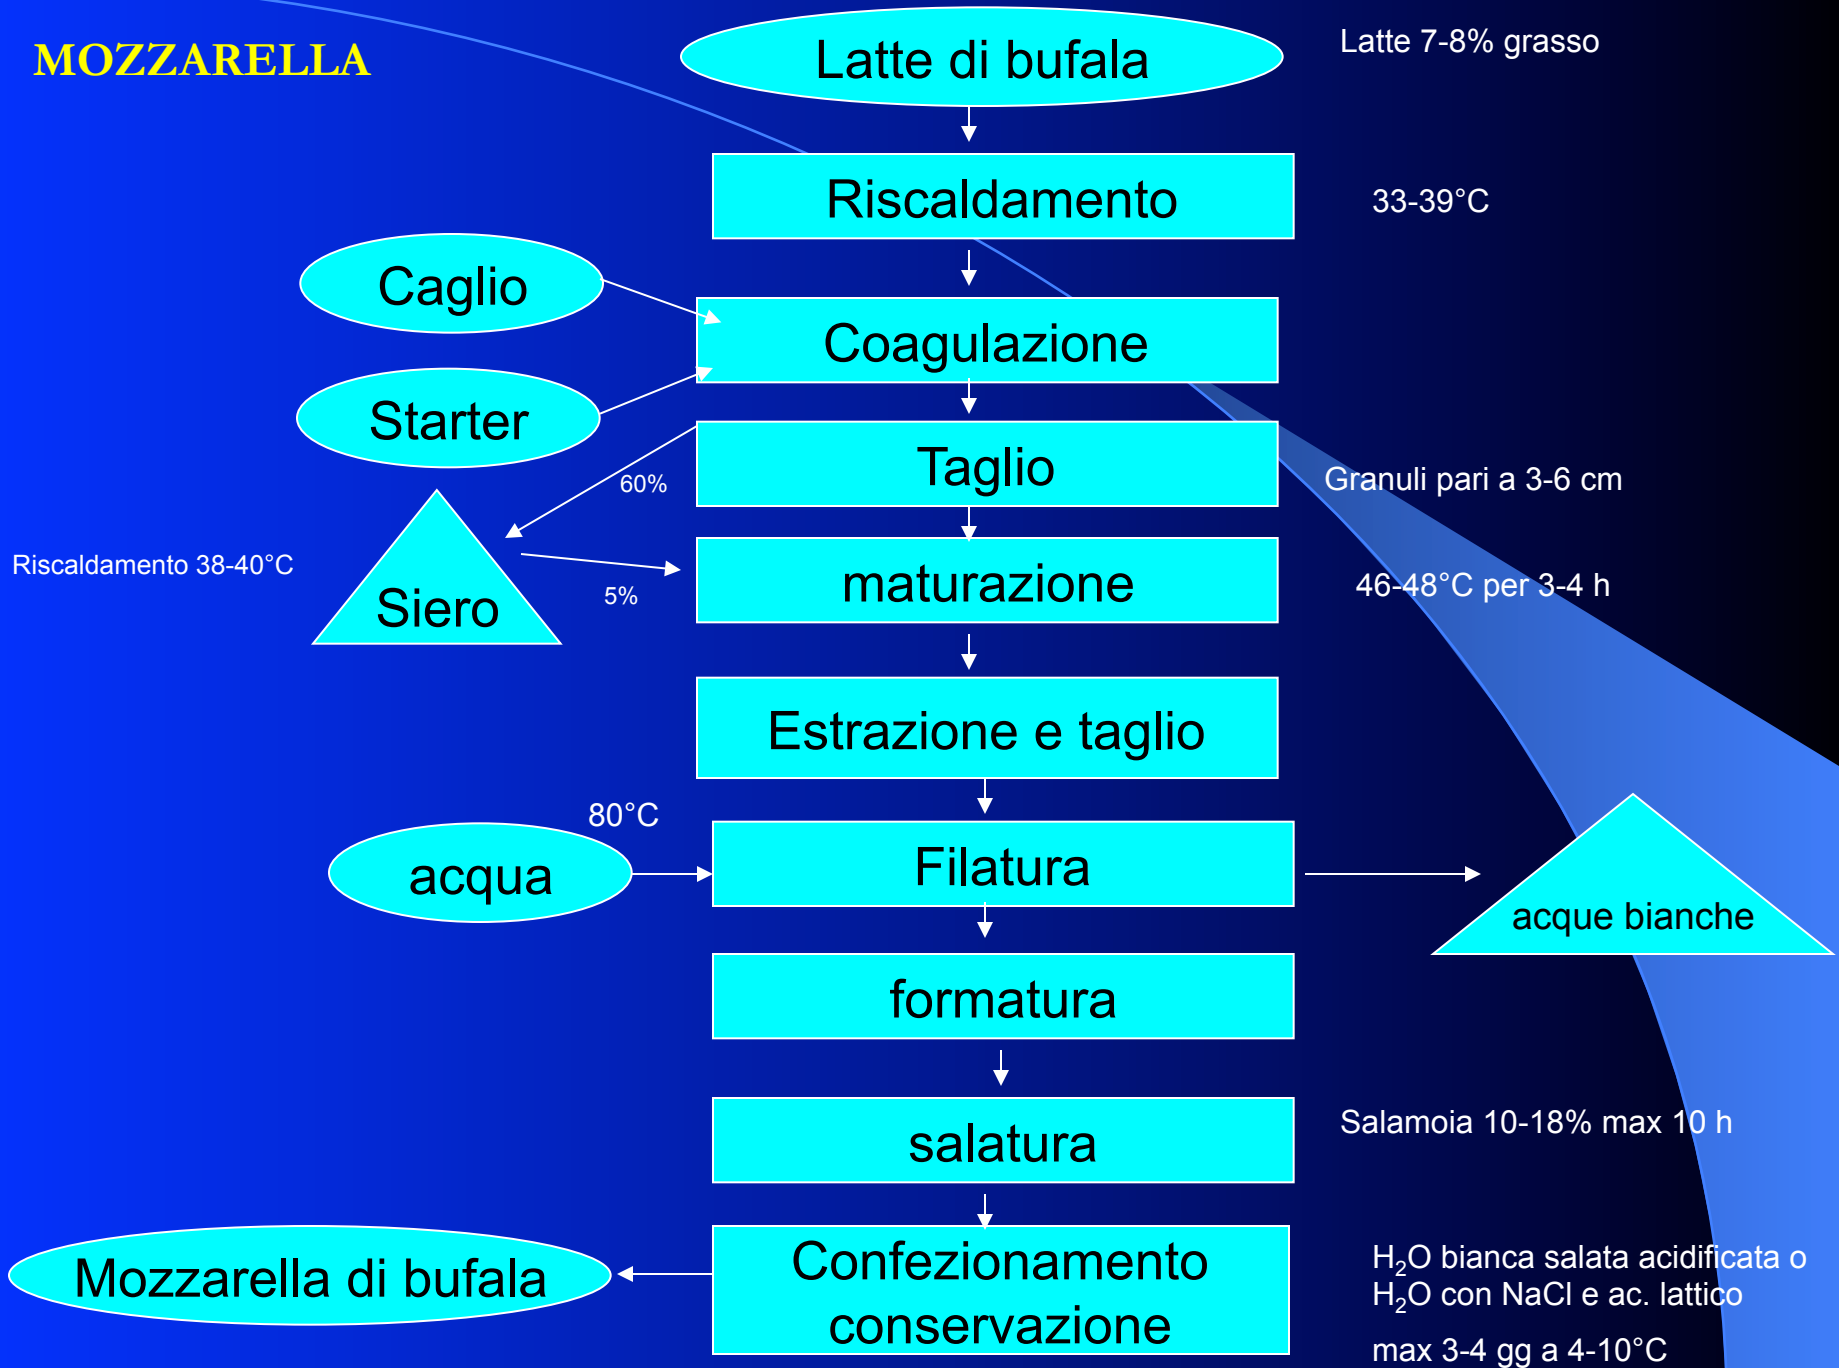 MOZZARELLA
Latte di bufala
Latte 7-8% grasso
Riscaldamento
33-39°C
Caglio
Coagulazione
Starter
Taglio
60%
Granuli pari a 3-6 cm
Riscaldamento 38-40°C
Siero
5%
maturazione
46-48°C per 3-4 h
Estrazione e taglio
80°C
acqua
Filatura
acque bianche
formatura
salatura
Salamoia 10-18% max 10 h
Mozzarella di bufala
Confezionamento
conservazione
H₂O bianca salata acidificata o
H₂O con NaCl e ac. lattico
max 3-4 gg a 4-10°C